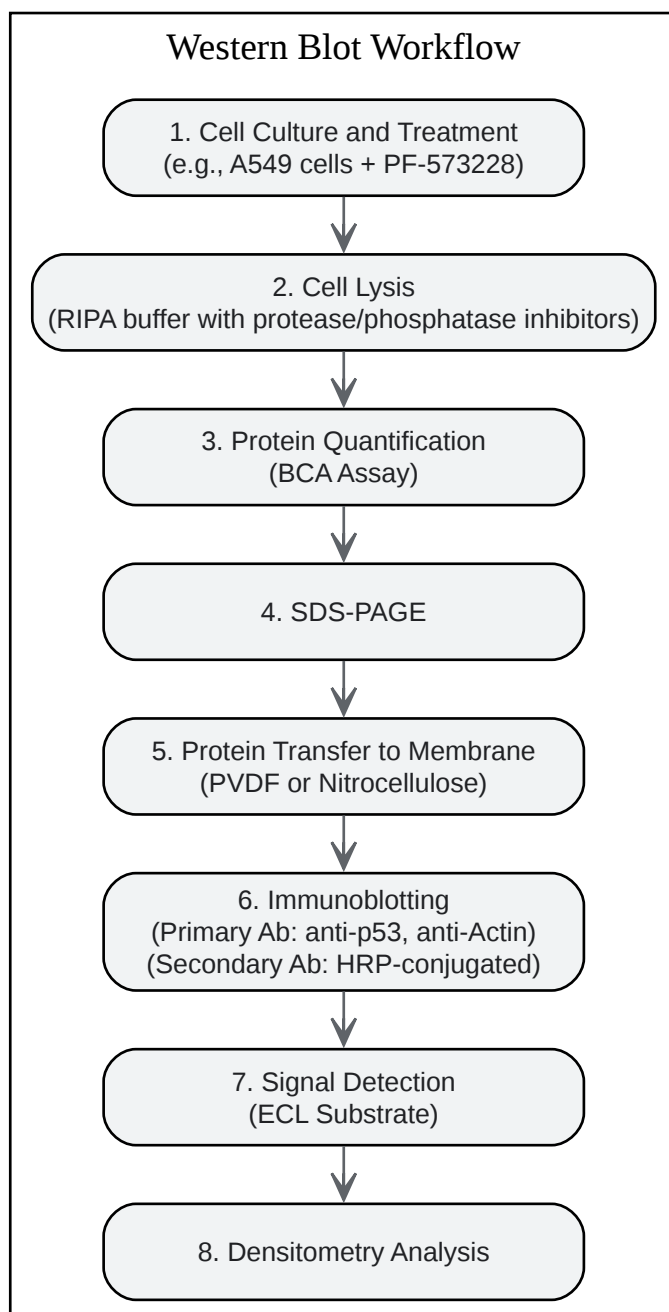 Western Blot Workflow
1. Cell Culture and Treatment
(e.g., A549 cells + PF-573228)
2. Cell Lysis
(RIPA buffer with protease/phosphatase inhibitors)
3. Protein Quantification
(BCA Assay)
4. SDS-PAGE
5. Protein Transfer to Membrane
(PVDF or Nitrocellulose)
6. Immunoblotting
(Primary Ab: anti-p53, anti-Actin)
(Secondary Ab: HRP-conjugated)
7. Signal Detection
(ECL Substrate)
8. Densitometry Analysis